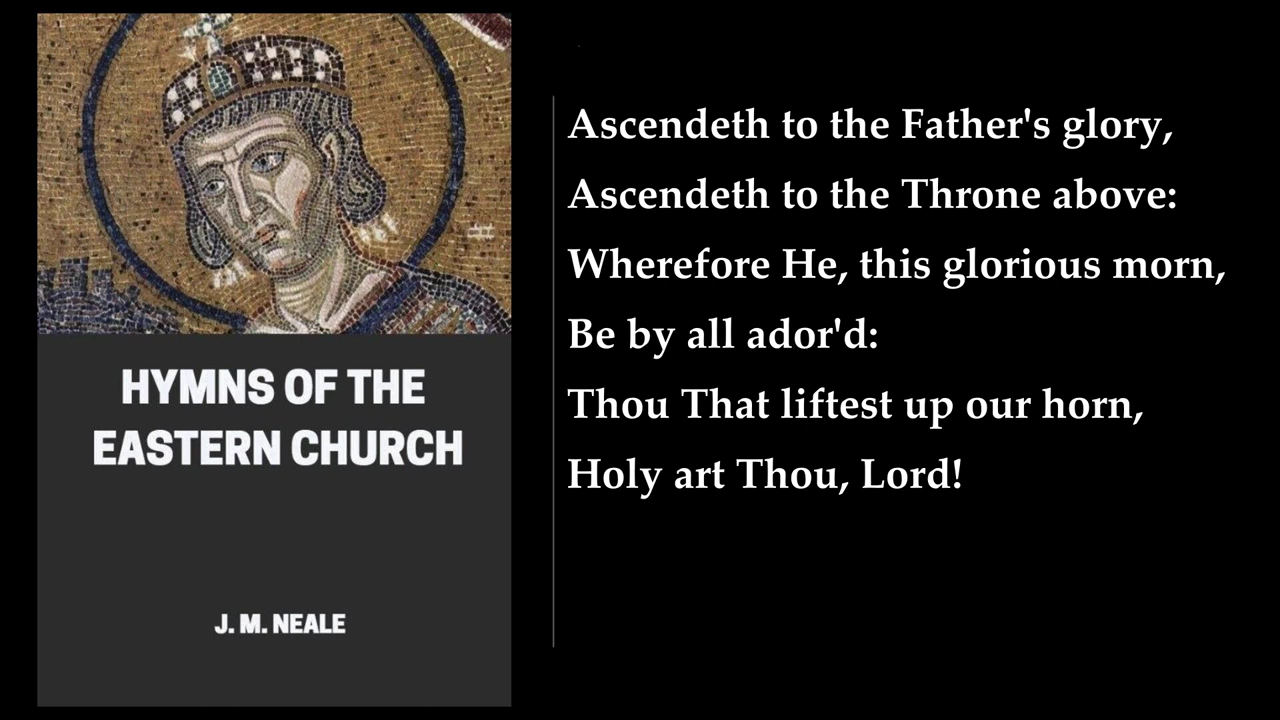 HYMNS OF THE
EASTERN CHURCH
J. M. NEALE
Ascendeth to the Father's glory,
Ascendeth to the Throne above:
Wherefore He, this glorious morn,
Be by all ador'd:
Thou That liftest up our horn,
Holy art Thou, Lord!